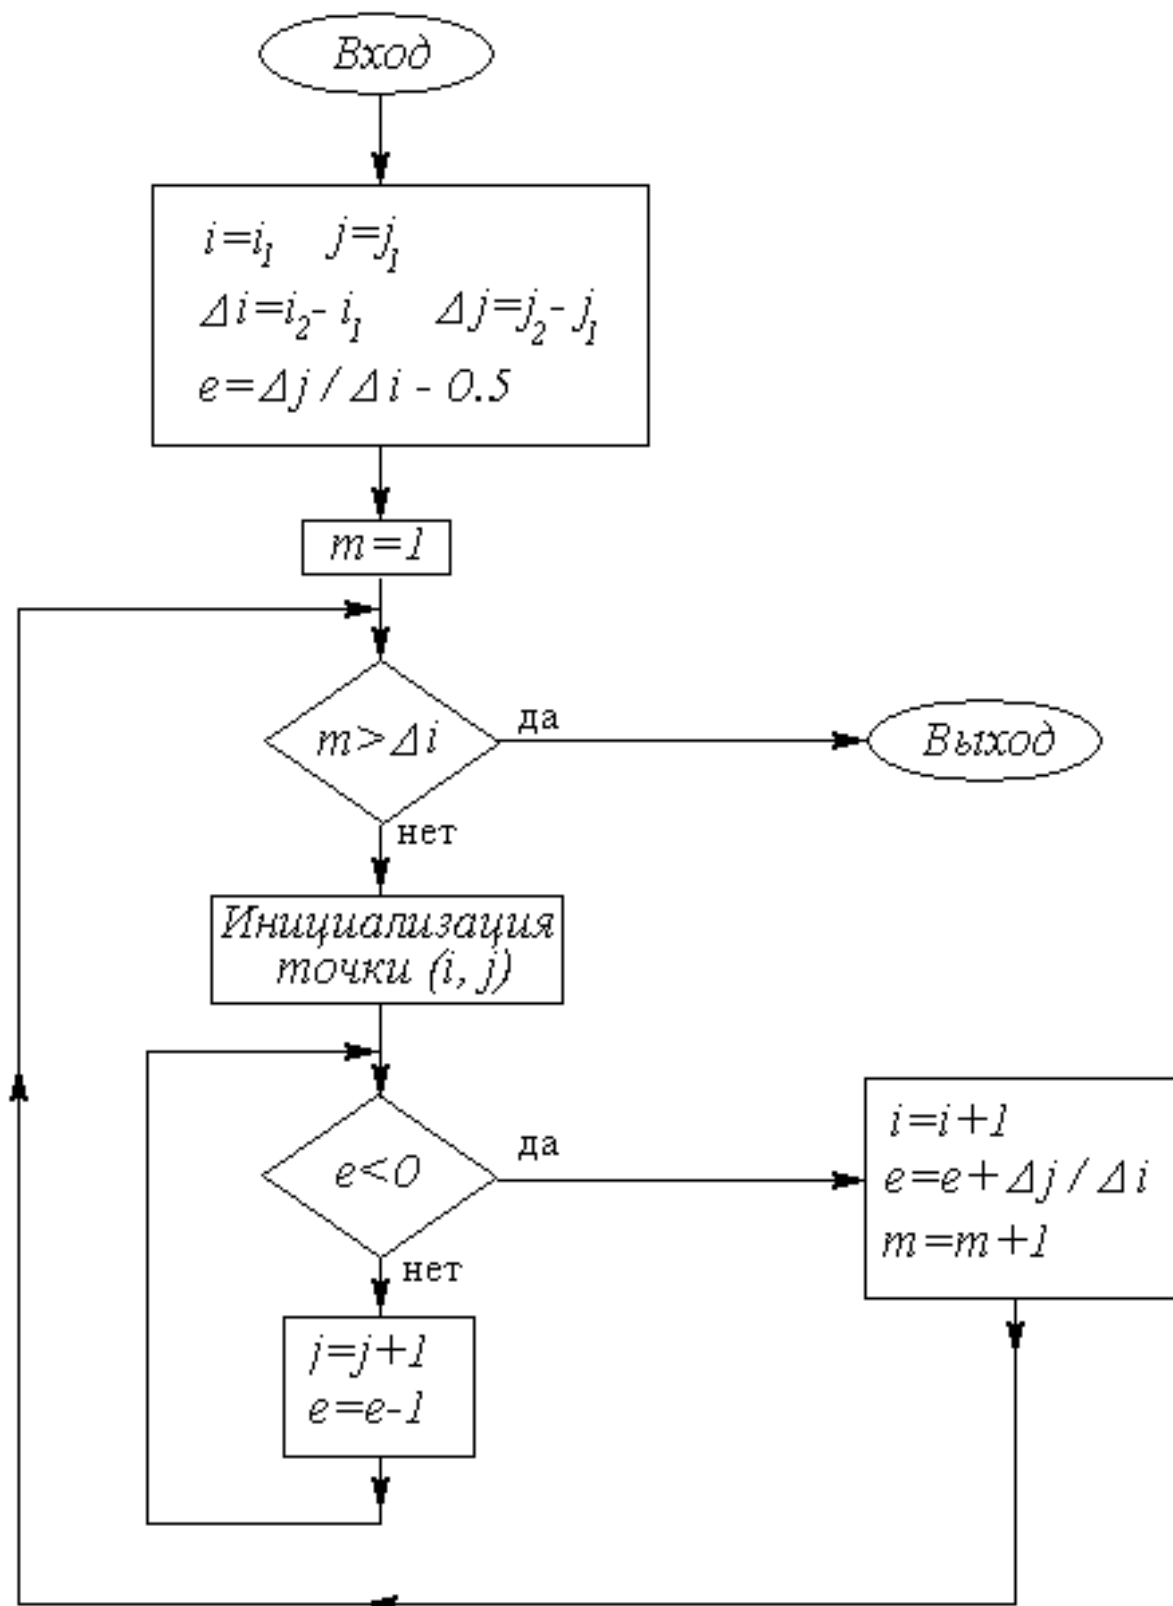 Вход
i=i₁ j=j₁
Δi=i₂-i₁ Δj=j₂-j₁
e=Δj/Δi-0.5
m=1
m>Δi
да
Выход
нет
Инициализация
точки (i, j)
e<0
да
i=i+1
e=e+Δj/Δi
m=m+1
нет
j=j+1
e=e-1